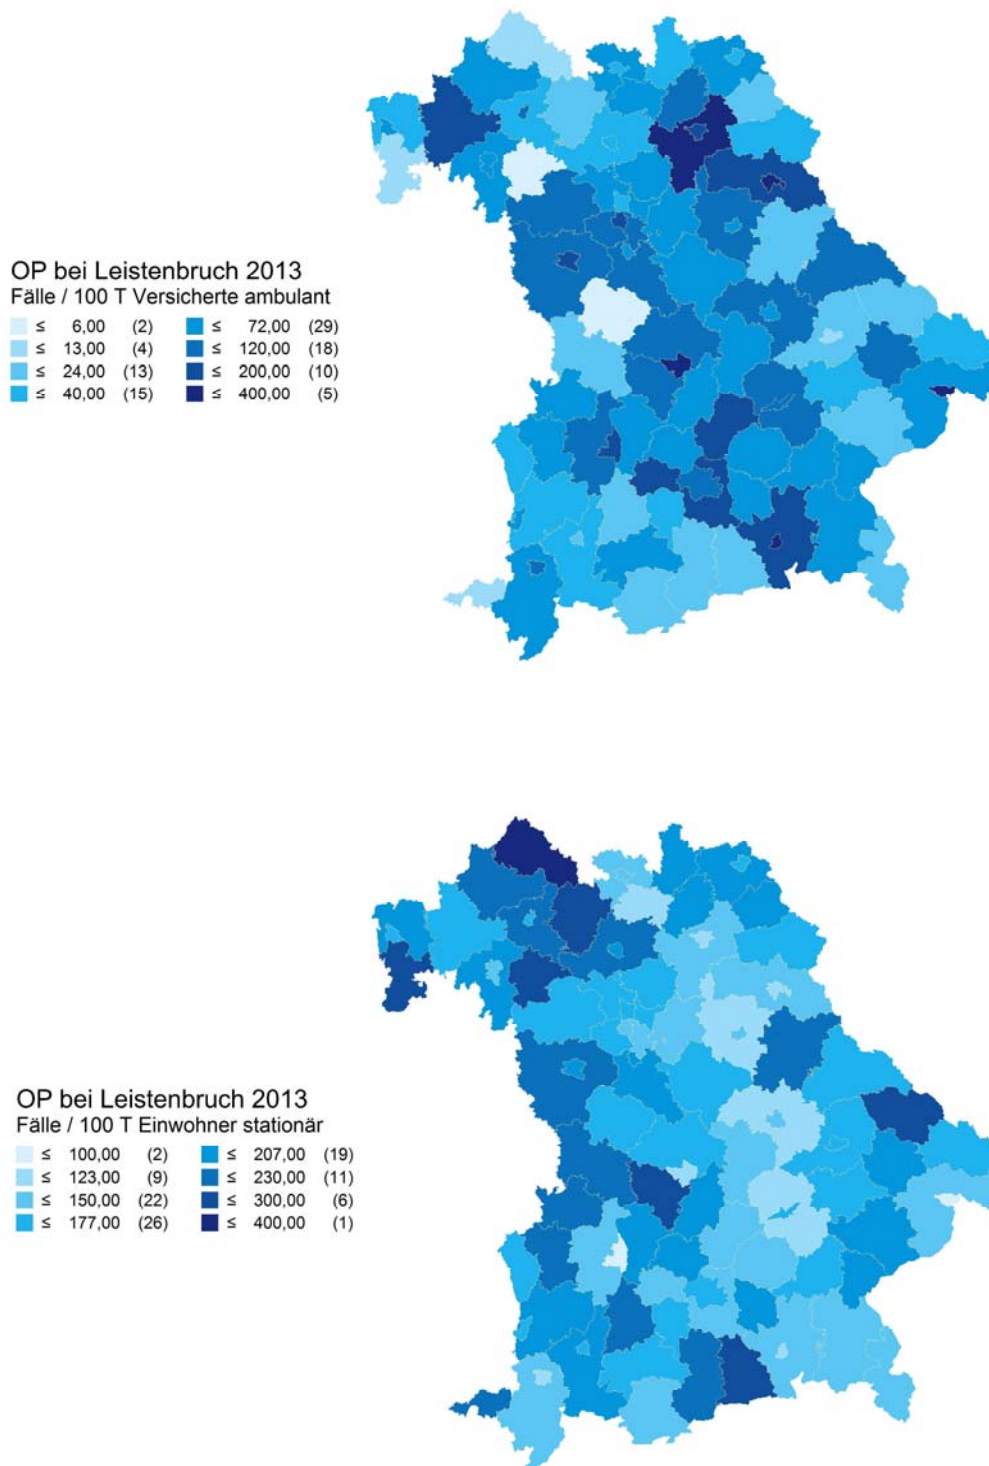 OP bei Leistenbruch 2013
Fälle / 100 T Versicherte ambulant
≤ 6,00 (2) ≤ 72,00 (29)
≤ 13,00 (4) ≤ 120,00 (18)
≤ 24,00 (13) ≤ 200,00 (10)
≤ 40,00 (15) ≤ 400,00 (5)
OP bei Leistenbruch 2013
Fälle / 100 T Einwohner stationär
≤ 100,00 (2) ≤ 207,00 (19)
≤ 123,00 (9) ≤ 230,00 (11)
≤ 150,00 (22) ≤ 300,00 (6)
≤ 177,00 (26) ≤ 400,00 (1)